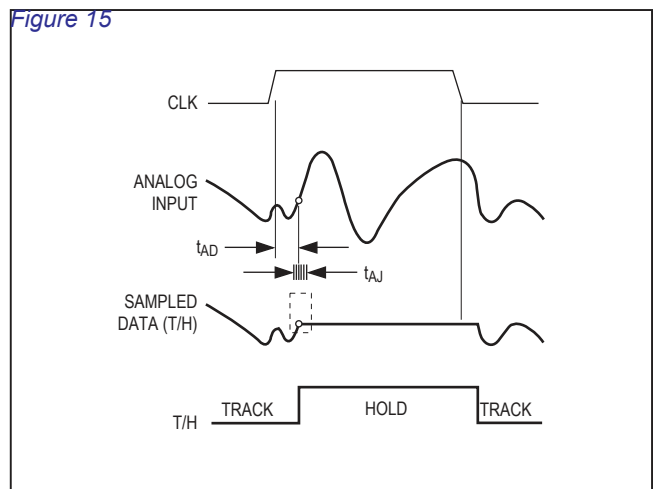 Figure 15
CLK
ANALOG
INPUT
tAD
tAJ
SAMPLED
DATA (T/H)
T/H
TRACK
HOLD
TRACK